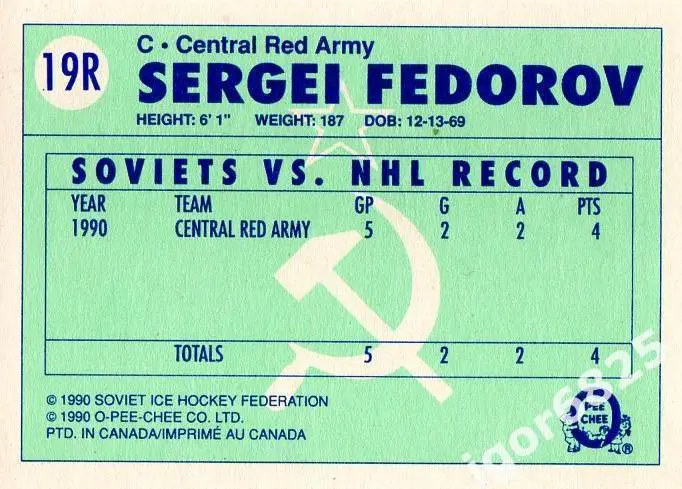 19R
C • Central Red Army
SERGEI FEDOROV
HEIGHT: 6' 1" WEIGHT: 187 DOB: 12-13-69
SOVIETS VS. NHL RECORD
YEAR TEAM GP G A PTS
1990 CENTRAL RED ARMY 5 2 2 4
TOTALS 5 2 2 4
© 1990 SOVIET ICE HOCKEY FEDERATION
© 1990 O-PEE-CHEE CO. LTD.
PTD. IN CANADA/IMPRIMÉ AU CANADA
O
PEE
CHEE
®
igor6825